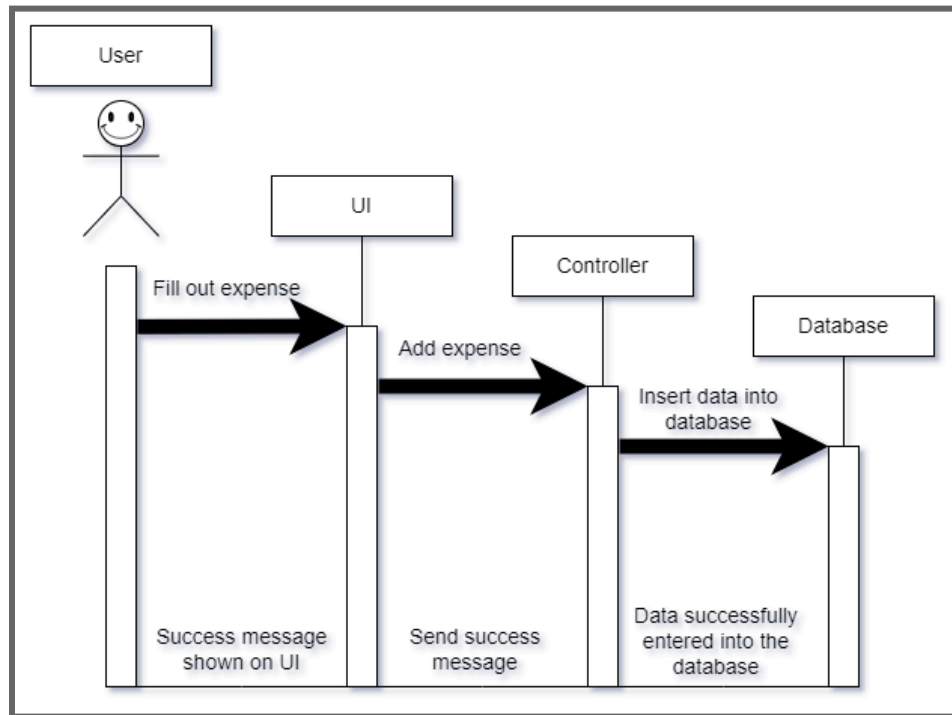 User
UI
Controller
Database
Fill out expense
Add expense
Insert data into
database
Success message
shown on UI
Send success
message
Data successfully
entered into the
database